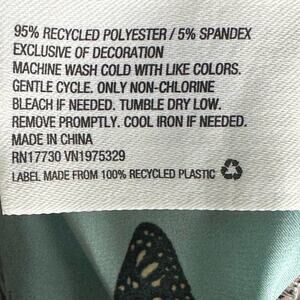 95% RECYCLED POLYESTER / 5% SPANDEX
EXCLUSIVE OF DECORATION
MACHINE WASH COLD WITH LIKE COLORS.
GENTLE CYCLE. ONLY NON-CHLORINE
BLEACH IF NEEDED. TUMBLE DRY LOW.
REMOVE PROMPTLY. COOL IRON IF NEEDED.
MADE IN CHINA
RN17730 VN1975329
LABEL MADE FROM 100% RECYCLED PLASTIC